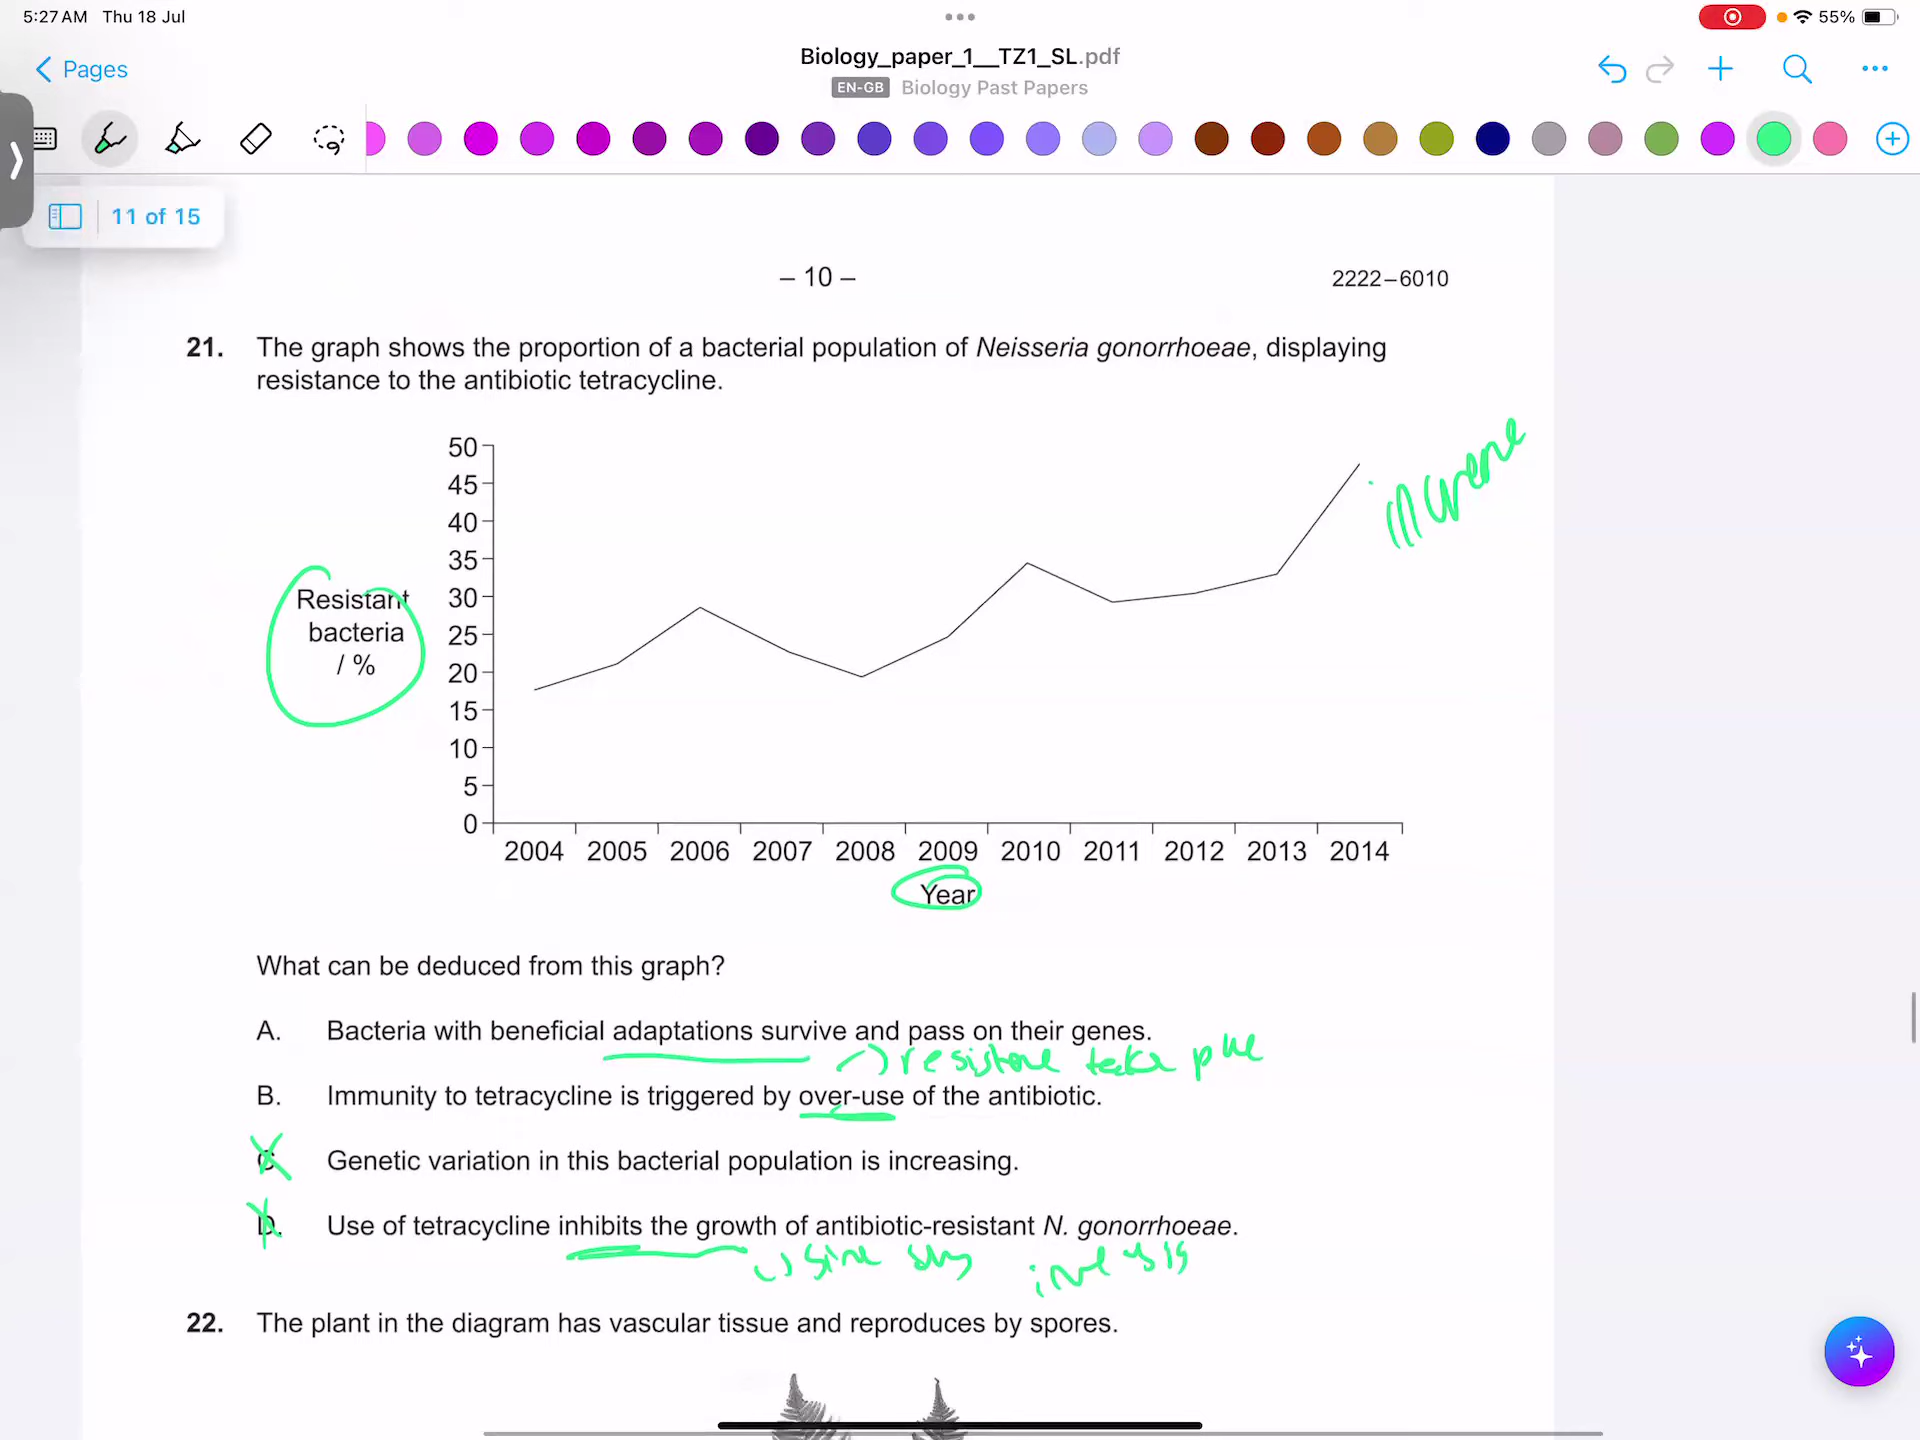 5:27 AM Thu 18 Jul
55%
Pages
Biology_paper_1__TZ1_SL.pdf
EN-GB Biology Past Papers
11 of 15
– 10 –
2222–6010
21. The graph shows the proportion of a bacterial population of Neisseria gonorrhoeae, displaying
resistance to the antibiotic tetracycline.
50
45
40
35
30
25
20
15
10
5
0
Resistant
bacteria
/ %
2004 2005 2006 2007 2008 2009 2010 2011 2012 2013 2014
Year
What can be deduced from this graph?
A. Bacteria with beneficial adaptations survive and pass on their genes.
B. Immunity to tetracycline is triggered by over-use of the antibiotic.
C. Genetic variation in this bacterial population is increasing.
D. Use of tetracycline inhibits the growth of antibiotic-resistant N. gonorrhoeae.
22. The plant in the diagram has vascular tissue and reproduces by spores.